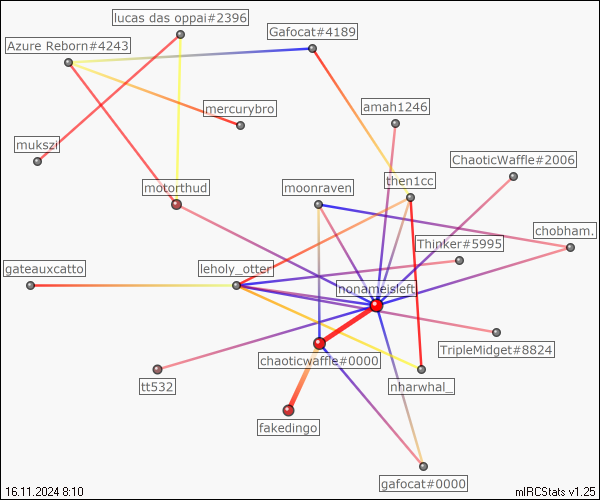 lucas das oppai#2396
Gafocat#4189
Azure Reborn#4243
mercurybro
amah1246
mukszi
ChaoticWaffle#2006
motorthud
moonraven
then1cc
chobham.
Thinker#5995
gateauxcatto
leholy_otter
nonameisleft
chaoticwaffle#0000
TripleMidget#8824
tt532
nharwhal_
fakedingo
gafocat#0000
16.11.2024 8:10
mIRCStats v1.25